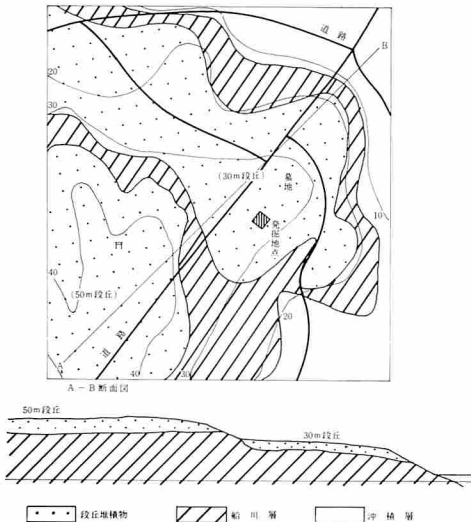 道路
B
20
30
(30m段丘)
墓地
発掘地点
10
40
(50m段丘)
20
道路
A
40
30
A－B断面図
50m段丘
30m段丘
段丘堆積物
船川層
沖積層